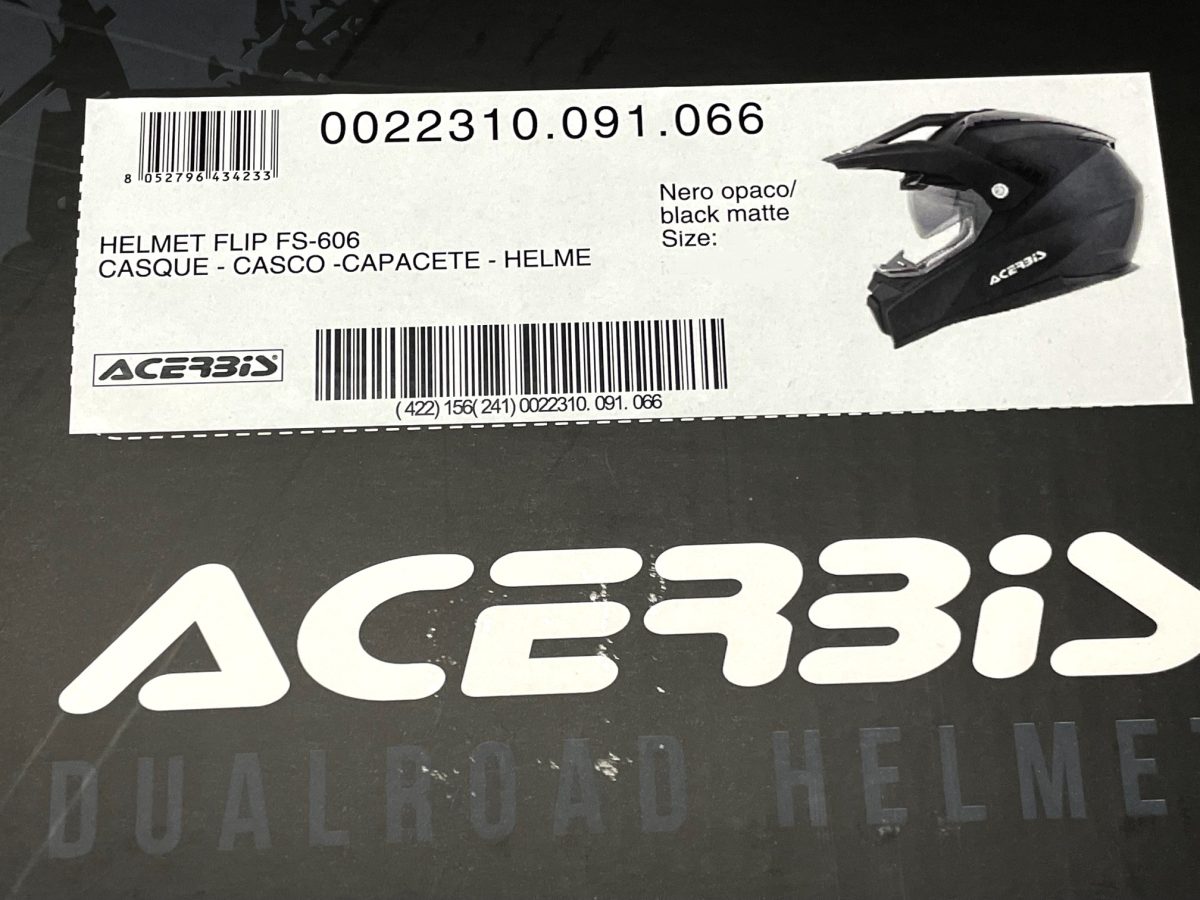 0022310.091.066
8 052796 434233
Nero opaco/
black matte
Size:
HELMET FLIP FS-606
CASQUE - CASCO -CAPACETE - HELME
ACERBIS
ACERBIS
(422)156(241)0022310.091.066
ACERBIS
DUALROAD HELMET